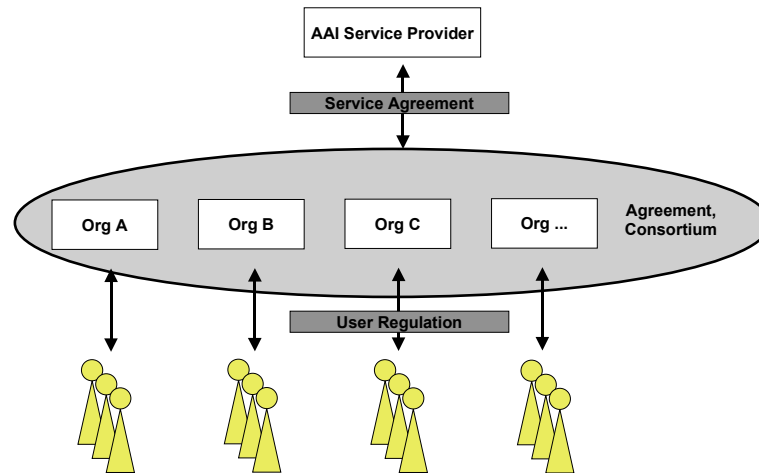 AAI Service Provider
Service Agreement
Org A
Org B
Org C
Org ...
Agreement,
Consortium
User Regulation